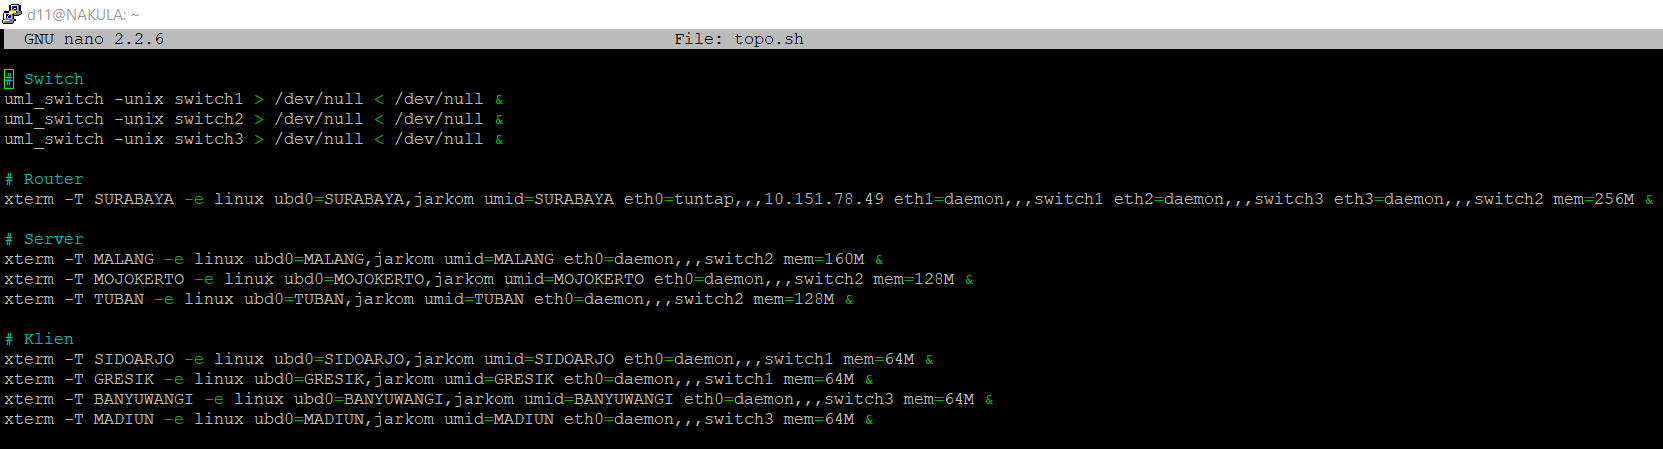 d11@NAKULA: ~
GNU nano 2.2.6 File: topo.sh
# Switch
uml_switch -unix switch1 > /dev/null < /dev/null &
uml_switch -unix switch2 > /dev/null < /dev/null &
uml_switch -unix switch3 > /dev/null < /dev/null &
# Router
xterm -T SURABAYA -e linux ubd0=SURABAYA,jarkom umid=SURABAYA eth0=tuntap,,,10.151.78.49 eth1=daemon,,,switch1 eth2=daemon,,,switch3 eth3=daemon,,,switch2 mem=256M &
# Server
xterm -T MALANG -e linux ubd0=MALANG,jarkom umid=MALANG eth0=daemon,,,switch2 mem=160M &
xterm -T MOJOKERTO -e linux ubd0=MOJOKERTO,jarkom umid=MOJOKERTO eth0=daemon,,,switch2 mem=128M &
xterm -T TUBAN -e linux ubd0=TUBAN,jarkom umid=TUBAN eth0=daemon,,,switch2 mem=128M &
# Klien
xterm -T SIDOARJO -e linux ubd0=SIDOARJO,jarkom umid=SIDOARJO eth0=daemon,,,switch1 mem=64M &
xterm -T GRESIK -e linux ubd0=GRESIK,jarkom umid=GRESIK eth0=daemon,,,switch1 mem=64M &
xterm -T BANYUWANGI -e linux ubd0=BANYUWANGI,jarkom umid=BANYUWANGI eth0=daemon,,,switch3 mem=64M &
xterm -T MADIUN -e linux ubd0=MADIUN,jarkom umid=MADIUN eth0=daemon,,,switch3 mem=64M &